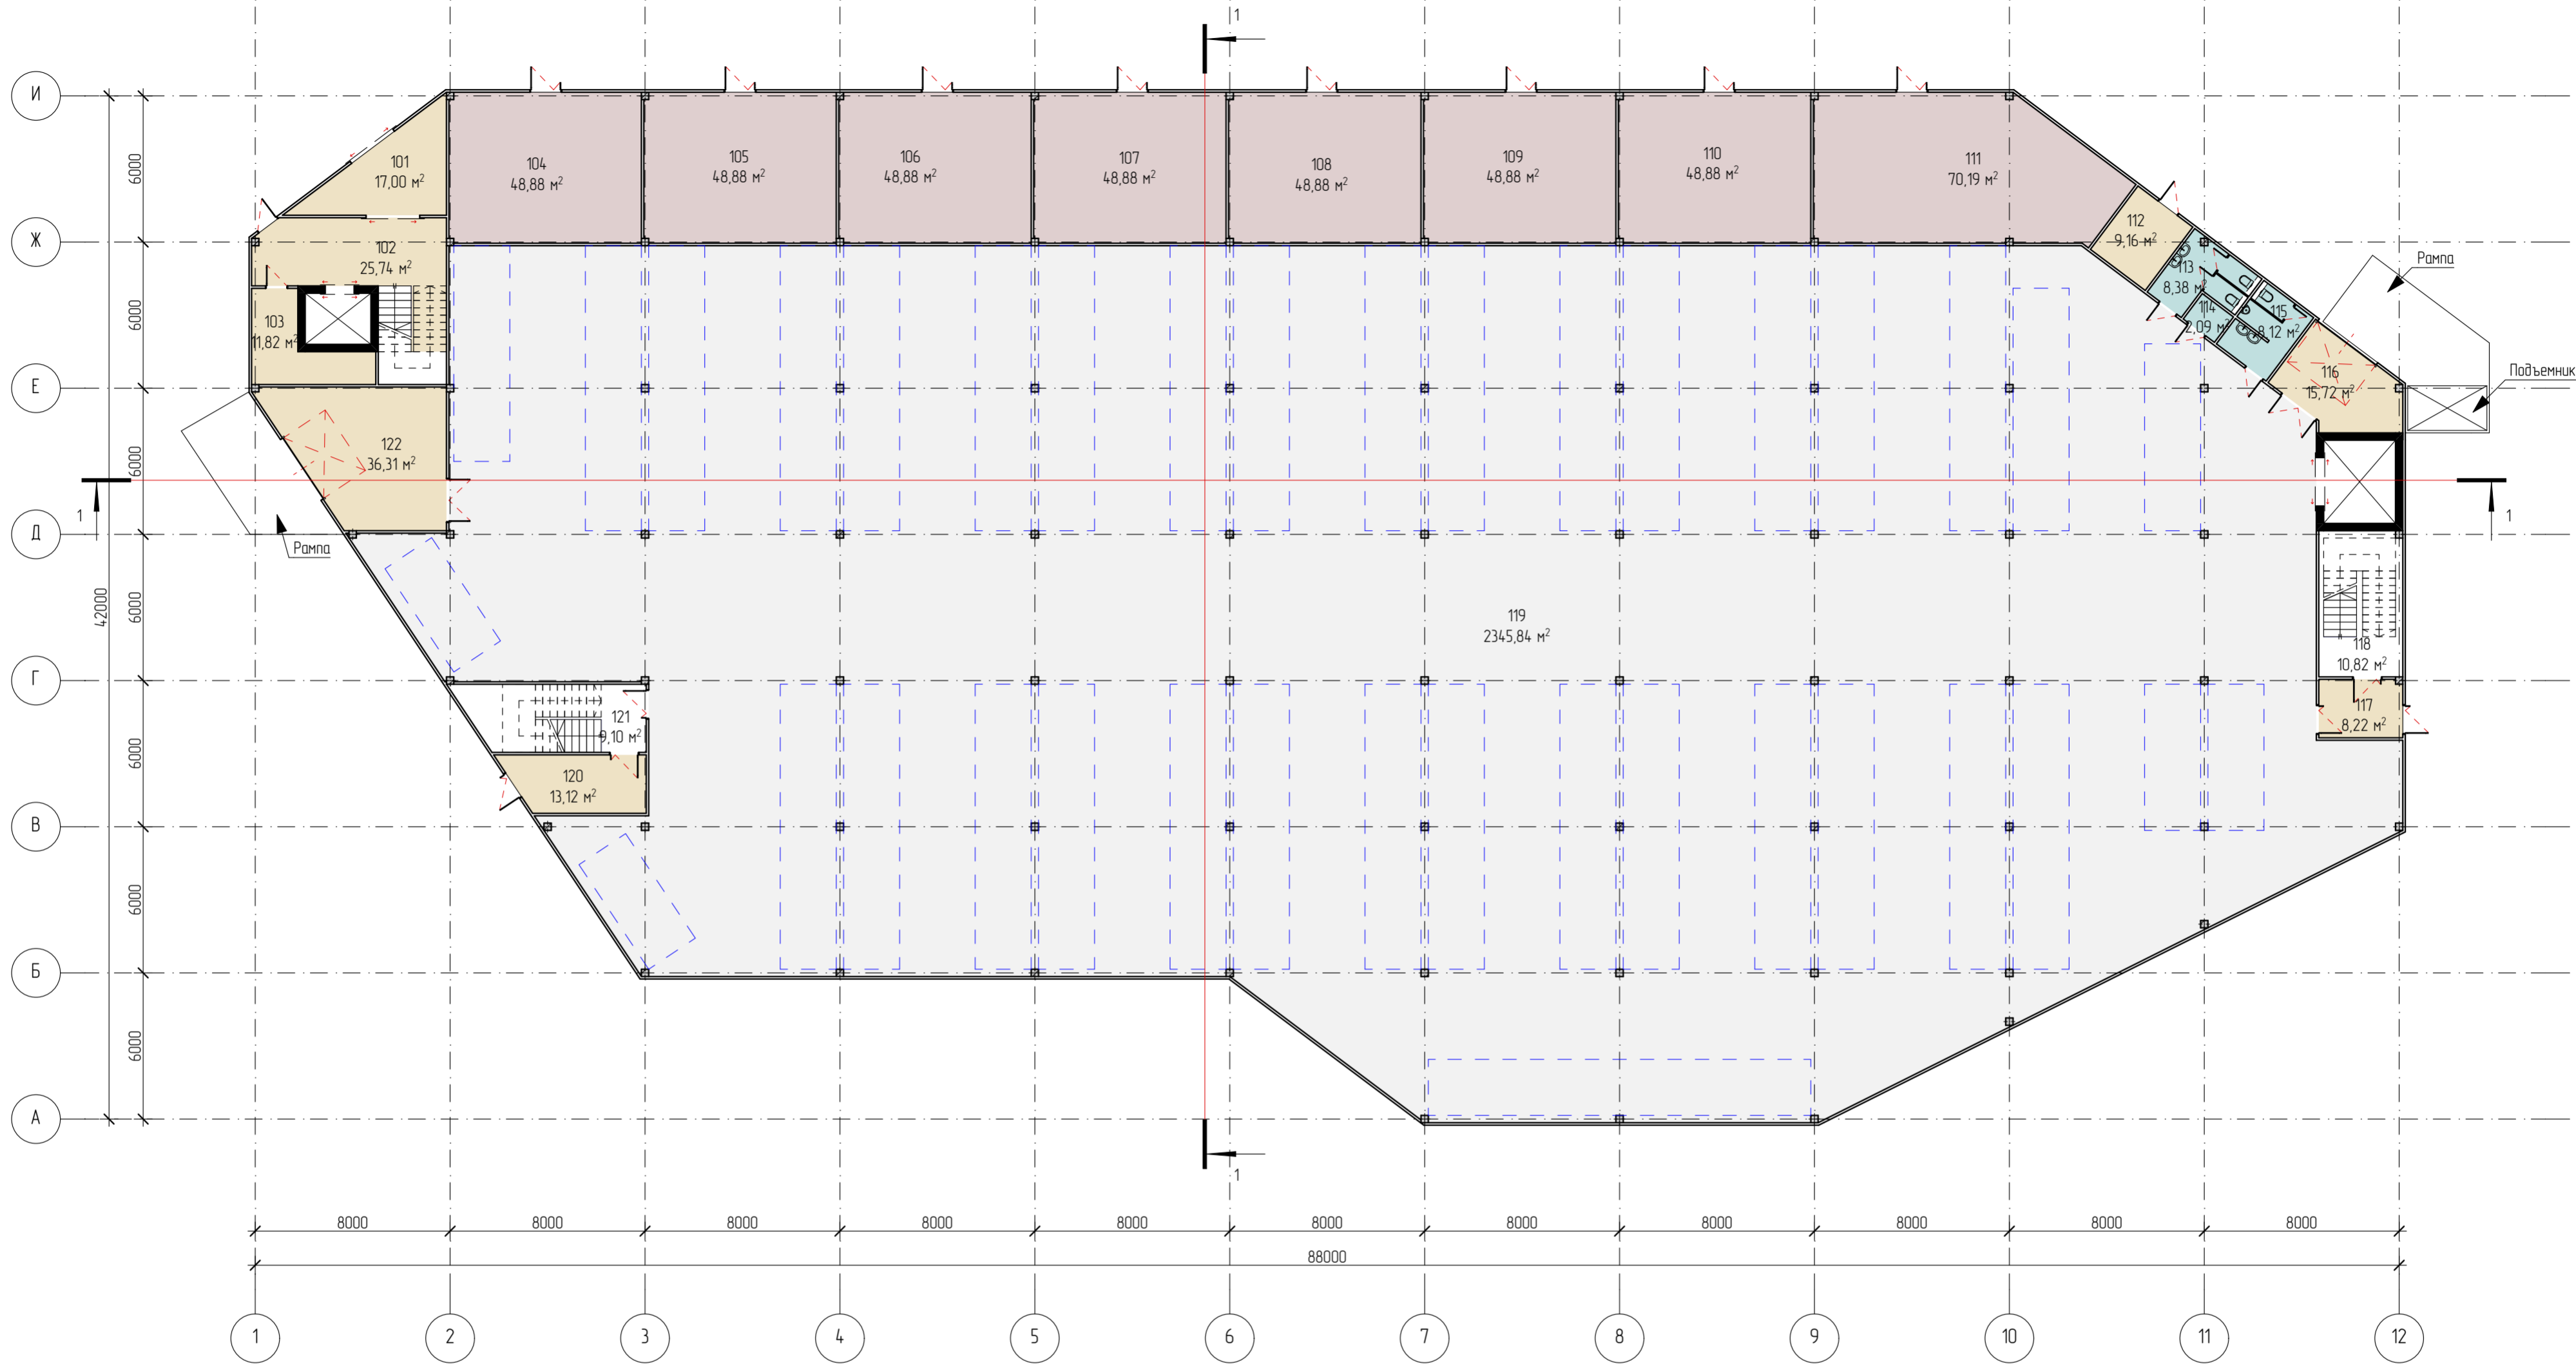 1
И
6000
Ж
6000
Е
6000
Д
6000
Г
6000
В
6000
Б
6000
А
42000
101
17,00 м²
102
25,74 м²
103
11,82 м²
104
48,88 м²
105
48,88 м²
106
48,88 м²
107
48,88 м²
108
48,88 м²
109
48,88 м²
110
48,88 м²
111
70,19 м²
112
9,16 м²
113
8,38 м²
114
2,09 м²
115
8,12 м²
116
15,72 м²
Рампа
Подъемник
122
36,31 м²
1
Рампа
1
119
2345,84 м²
118
10,82 м²
117
8,22 м²
121
9,10 м²
120
13,12 м²
1
8000
8000
8000
8000
8000
8000
8000
8000
8000
8000
8000
88000
1
2
3
4
5
6
7
8
9
10
11
12